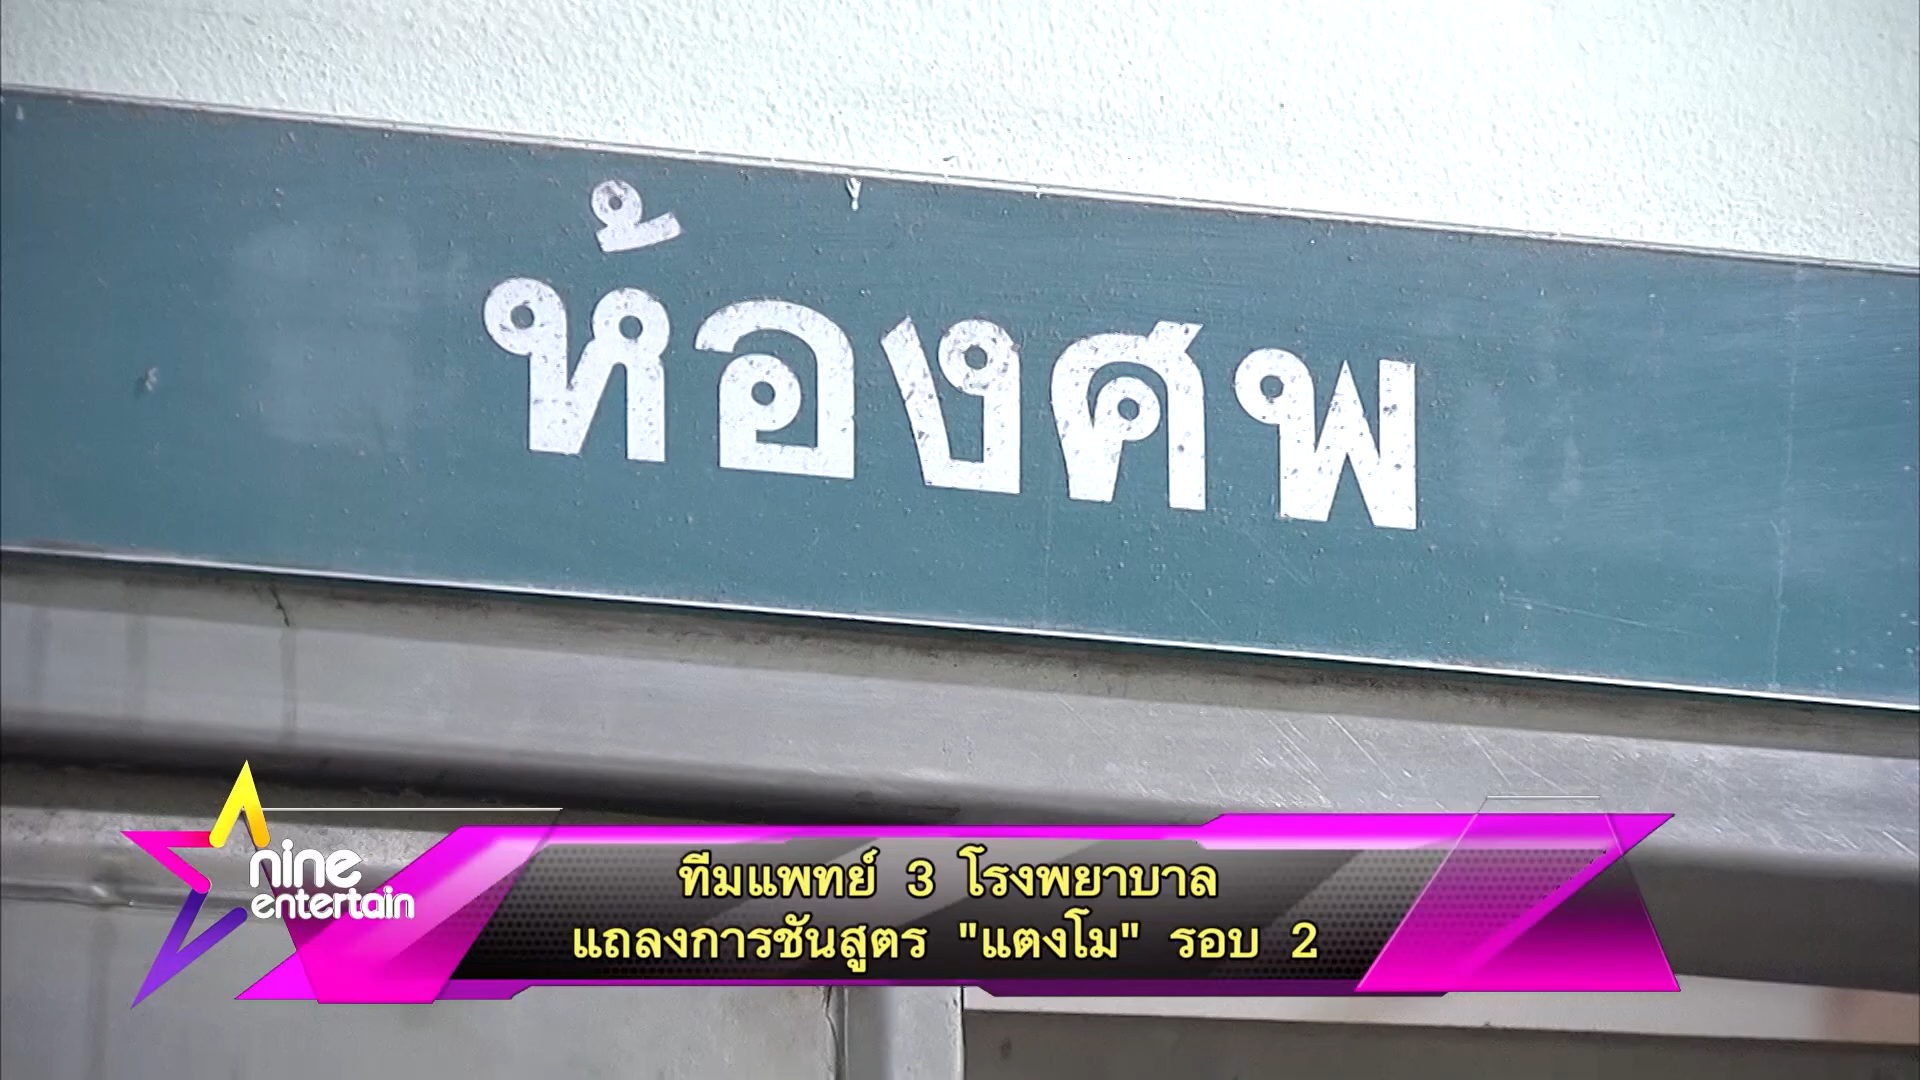 ห้องศพ
nine
entertain
ทีมแพทย์ 3 โรงพยาบาล
แถลงการชันสูตร "แตงโม" รอบ 2